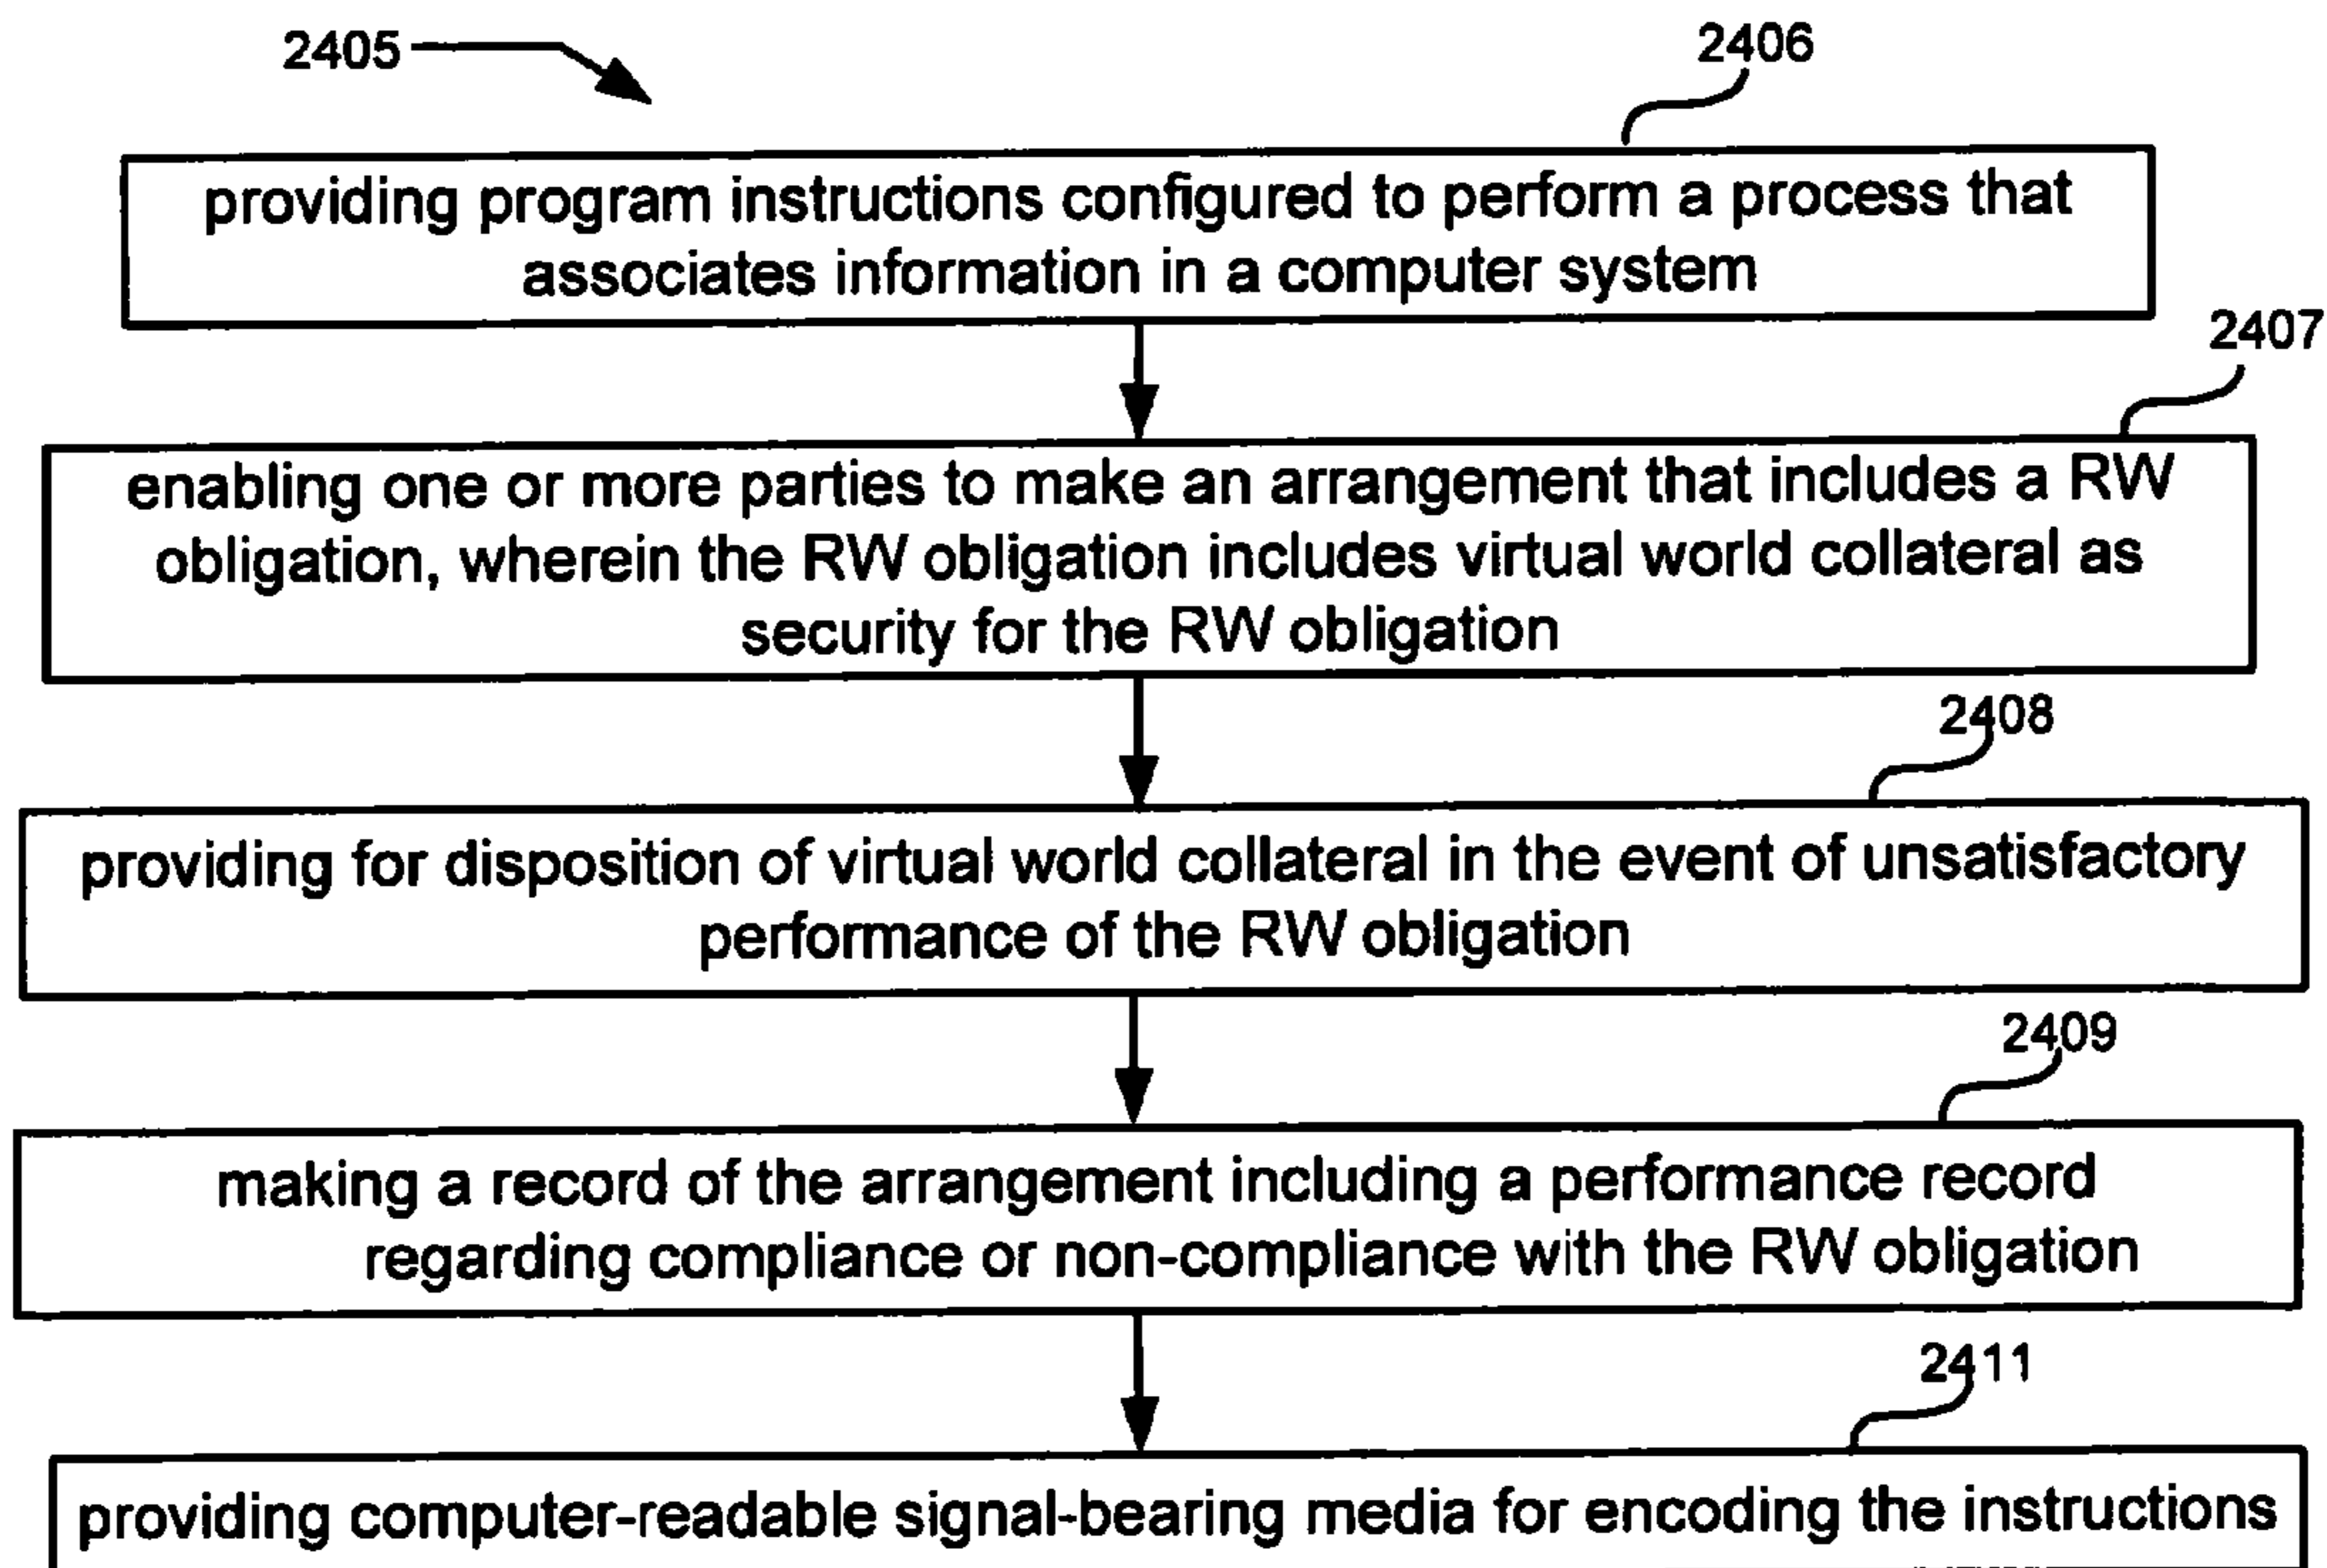 2405
2406
providing program instructions configured to perform a process that
associates information in a computer system
2407
enabling one or more parties to make an arrangement that includes a RW
obligation, wherein the RW obligation includes virtual world collateral as
security for the RW obligation
2408
providing for disposition of virtual world collateral in the event of unsatisfactory
performance of the RW obligation
2409
making a record of the arrangement including a performance record
regarding compliance or non-compliance with the RW obligation
2411
providing computer-readable signal-bearing media for encoding the instructions